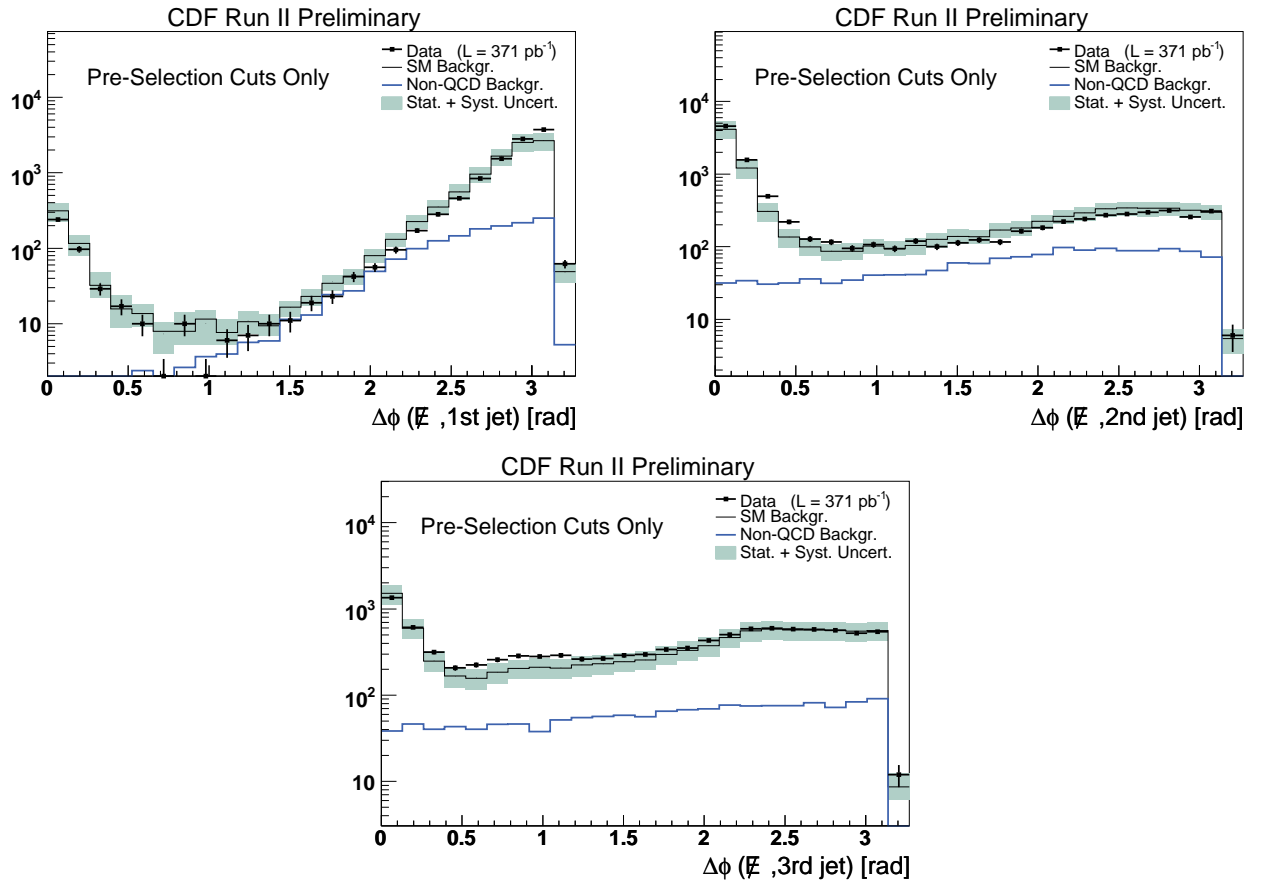 CDF Run II Preliminary
Pre-Selection Cuts Only
Data (L = 371 pb⁻¹)
SM Backgr.
Non-QCD Backgr.
Stat. + Syst. Uncert.
10⁴
10³
10²
10
0 0.5 1 1.5 2 2.5 3
Δϕ (E̸ ,1st jet) [rad]
CDF Run II Preliminary
Pre-Selection Cuts Only
Data (L = 371 pb⁻¹)
SM Backgr.
Non-QCD Backgr.
Stat. + Syst. Uncert.
10⁴
10³
10²
10
0 0.5 1 1.5 2 2.5 3
Δϕ (E̸ ,2nd jet) [rad]
CDF Run II Preliminary
Pre-Selection Cuts Only
Data (L = 371 pb⁻¹)
SM Backgr.
Non-QCD Backgr.
Stat. + Syst. Uncert.
10⁴
10³
10²
10
0 0.5 1 1.5 2 2.5 3
Δϕ (E̸ ,3rd jet) [rad]